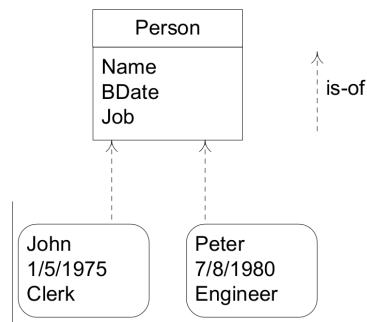 Person
Name
BDate
Job
is-of
John
1/5/1975
Clerk
Peter
7/8/1980
Engineer